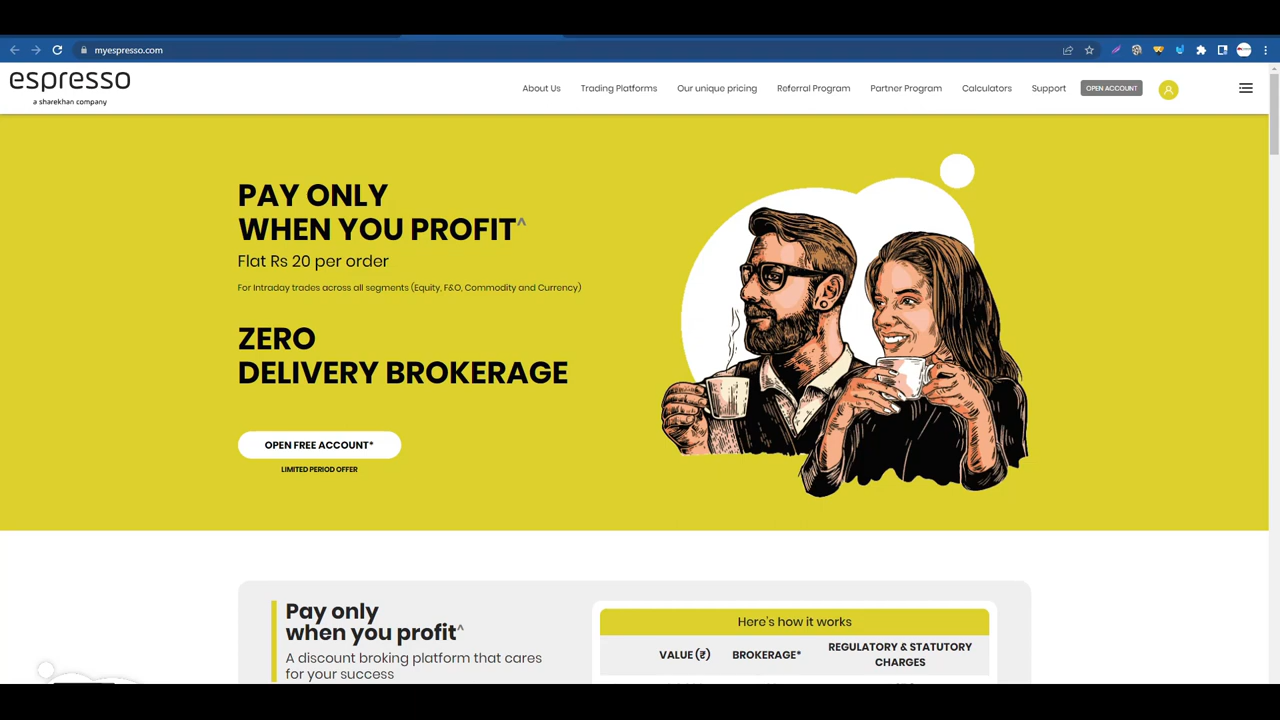 myespresso.com
espresso
a sharekhan company
About Us Trading Platforms Our unique pricing Referral Program Partner Program Calculators Support OPEN ACCOUNT
PAY ONLY
WHEN YOU PROFIT^
Flat Rs 20 per order
For Intraday trades across all segments (Equity, F&O, Commodity and Currency)
ZERO
DELIVERY BROKERAGE
OPEN FREE ACCOUNT*
LIMITED PERIOD OFFER
Pay only
when you profit^
A discount broking platform that cares
for your success
Here's how it works
VALUE (₹) BROKERAGE* REGULATORY & STATUTORY
CHARGES